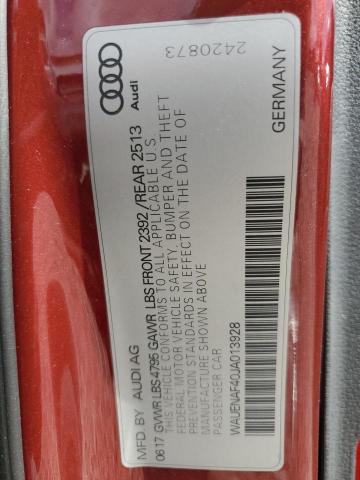 MFD. BY AUDI AG
06 17 GVWR LBS 4795 GAWR LBS FRONT 2392 / REAR 2513
THIS VEHICLE CONFORMS TO ALL APPLICABLE U.S.
FEDERAL MOTOR VEHICLE SAFETY, BUMPER AND THEFT
PREVENTION STANDARDS IN EFFECT ON THE DATE OF
MANUFACTURE SHOWN ABOVE
PASSENGER CAR
WAUENAF40JA013928
Audi
GERMANY
2420873